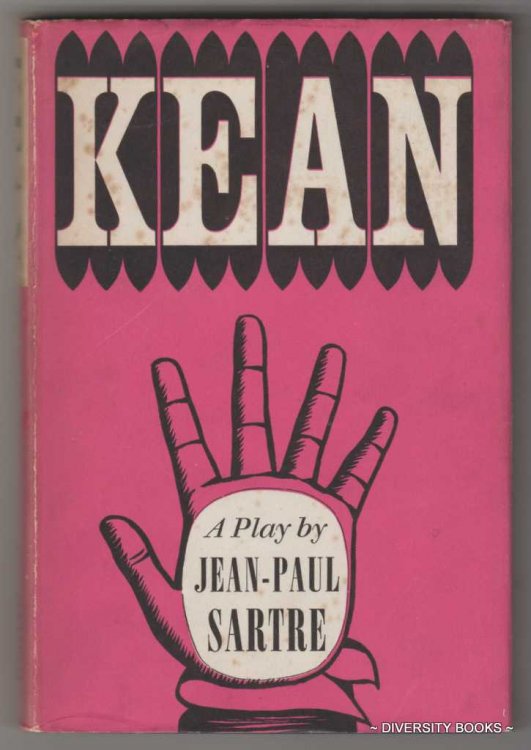 KEAN
A Play by
JEAN-PAUL
SARTRE
~ DIVERSITY BOOKS ~